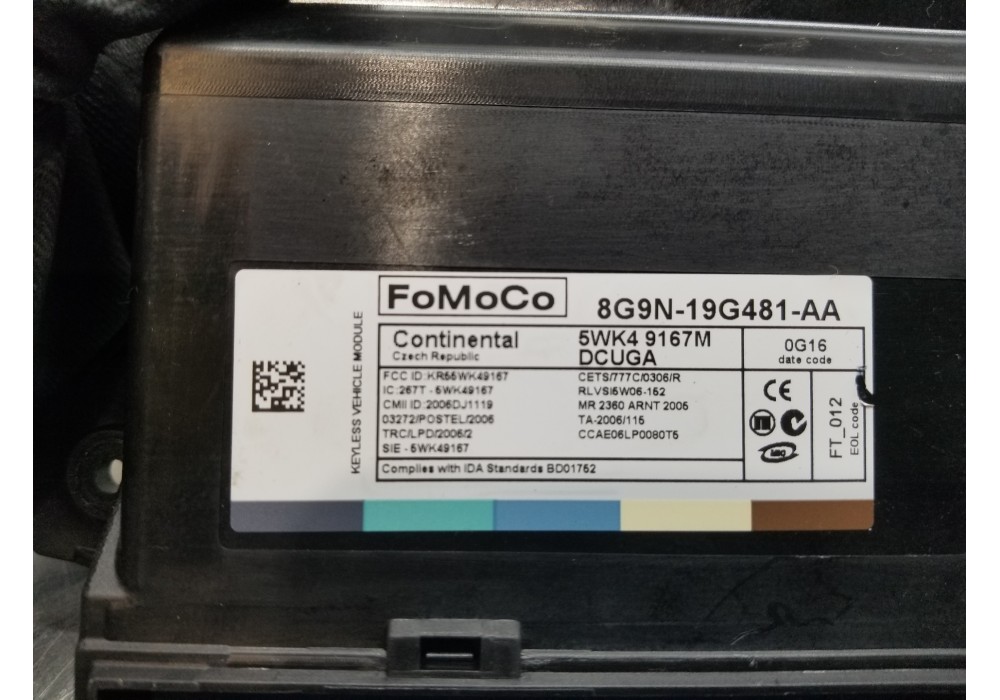 KEYLESS VEHICLE MODULE
FoMoCo
8G9N-19G481-AA
Continental
Czech Republic
5WK4 9167M
DCUGA
0G16
date code
FCC ID:KR55WK49167
IC:267T - 5WK49167
CMII ID:2006DJ1119
03272/POSTEL/2006
TRC/LPD/2006/2
SIE - 5WK49167
CETS/777C/0306/R
RLVSI5W06-152
MR 2360 ARNT 2005
TA-2006/115
CCAE06LP0080T5
CE
FT_012
EOL code
Complies with IDA Standards BD01752